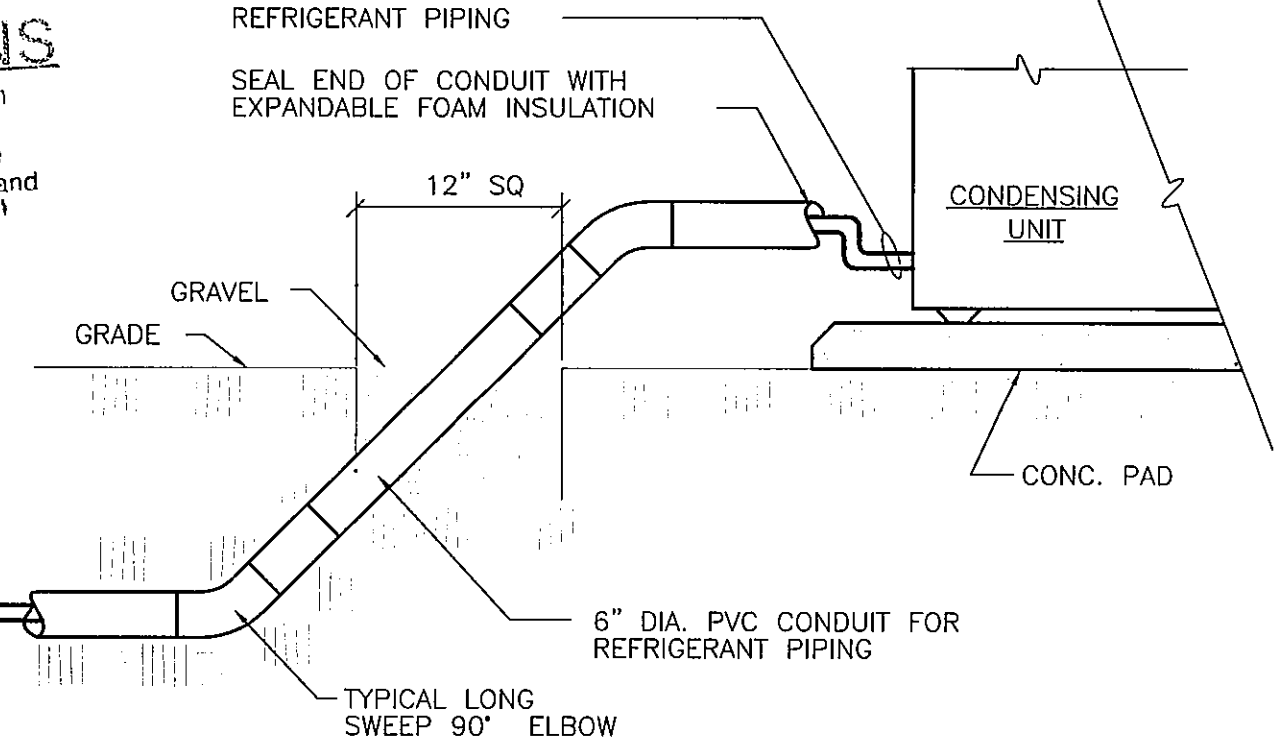 REFRIGERANT PIPING
SEAL END OF CONDUIT WITH
EXPANDABLE FOAM INSULATION
and
12" SQ
CONDENSING
UNIT
GRAVEL
GRADE
CONC. PAD
6" DIA. PVC CONDUIT FOR
REFRIGERANT PIPING
TYPICAL LONG
SWEEP 90° ELBOW